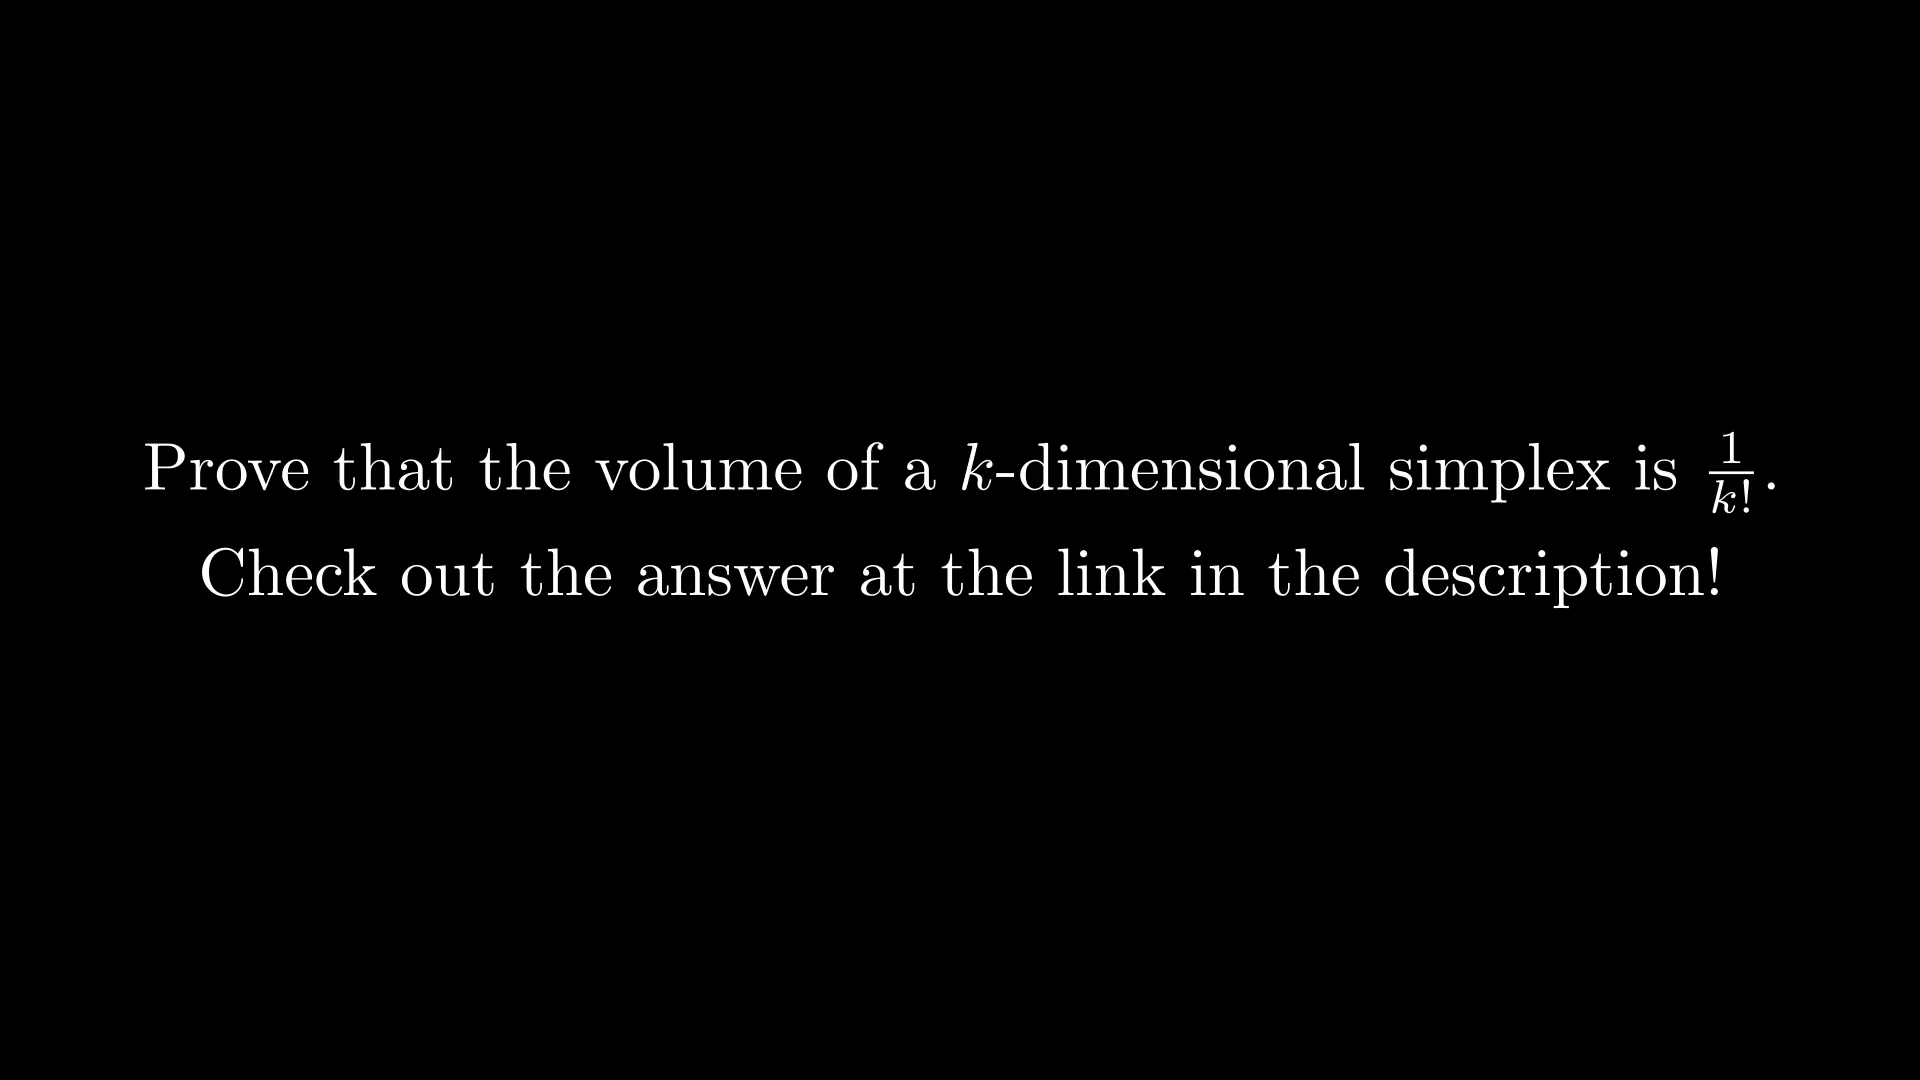 Prove that the volume of a $k$-dimensional simplex is $\frac{1}{k!}$.
Check out the answer at the link in the description!